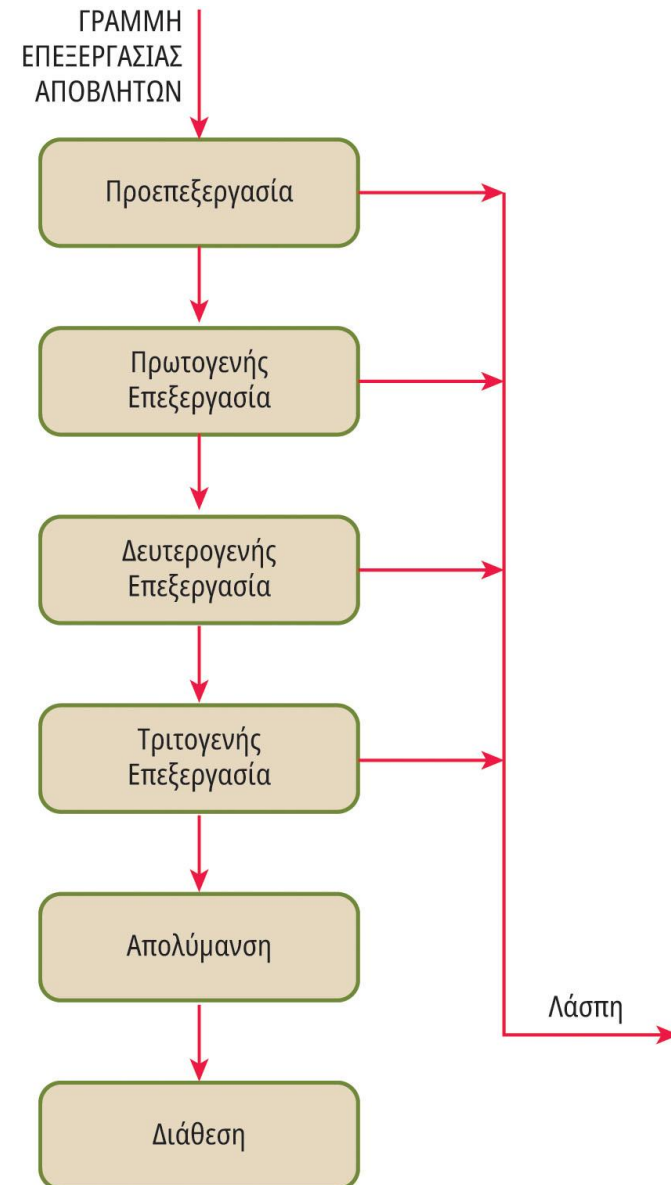 ΓΡΑΜΜΗ
ΕΠΕΞΕΡΓΑΣΙΑΣ
ΑΠΟΒΛΗΤΩΝ
Προεπεξεργασία
Πρωτογενής
Επεξεργασία
Δευτερογενής
Επεξεργασία
Τριτογενής
Επεξεργασία
Απολύμανση
Λάσπη
Διάθεση